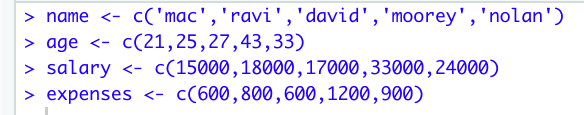 > name <- c('mac','ravi','david','moorey','nolan')
> age <- c(21,25,27,43,33)
> salary <- c(15000,18000,17000,33000,24000)
> expenses <- c(600,800,600,1200,900)